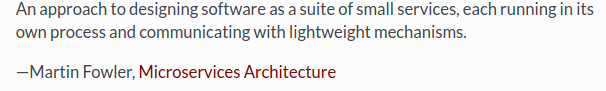 An approach to designing software as a suite of small services, each running in its
own process and communicating with lightweight mechanisms.
—Martin Fowler, Microservices Architecture